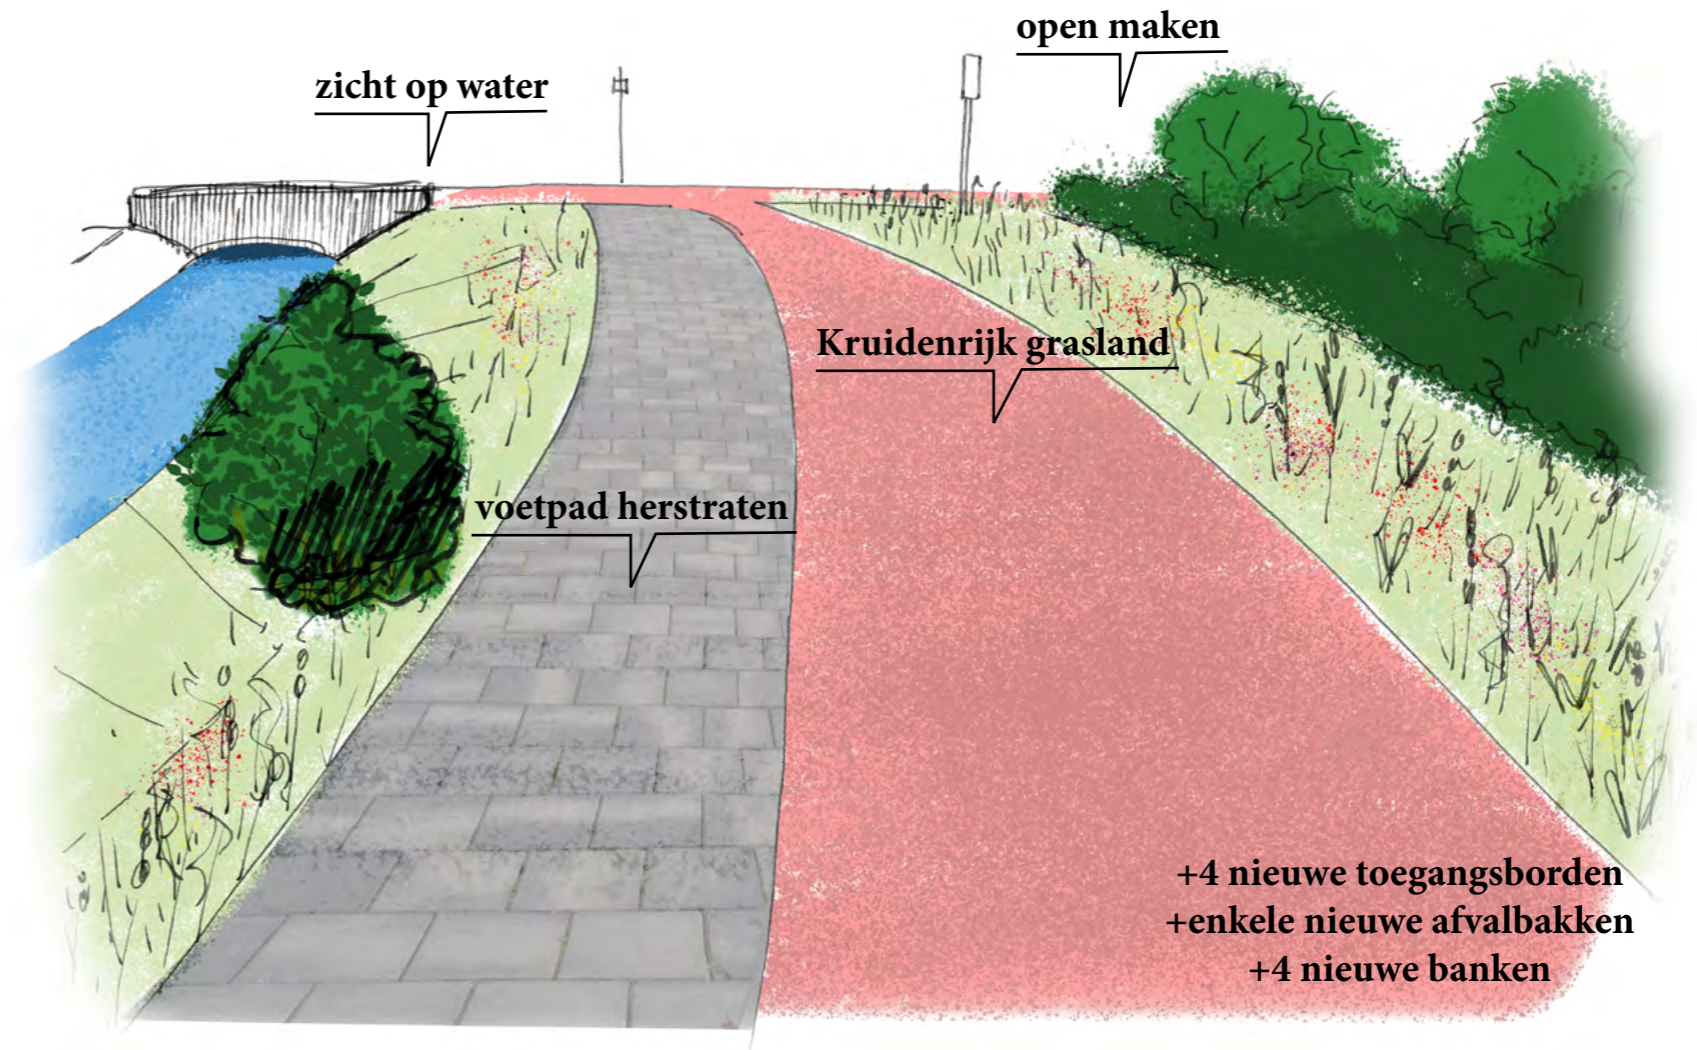 open maken
zicht op water
Kruidenrijk grasland
voetpad herstraten
+4 nieuwe toegangsborden
+enkele nieuwe afvalbakken
+4 nieuwe banken